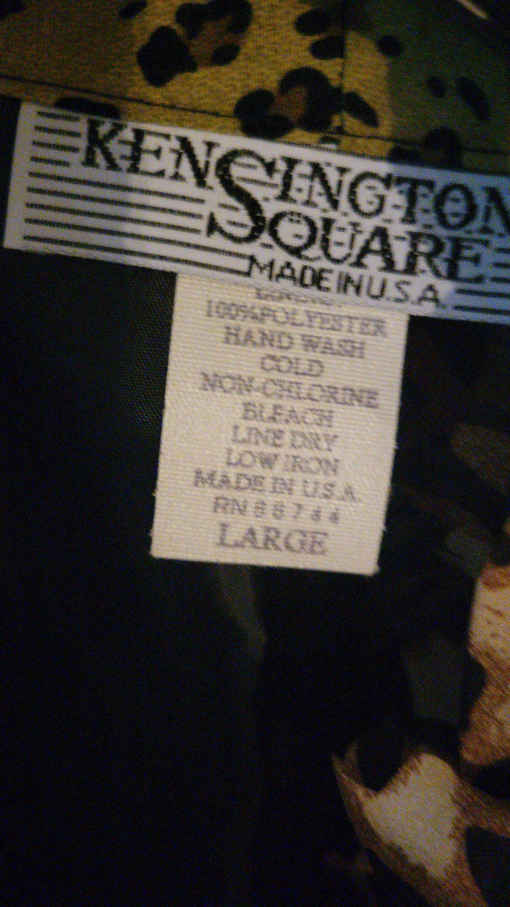 KENSINGTON
SQUARE
MADE IN U.S.A.
100% POLYESTER
HAND WASH
COLD
NON-CHLORINE
BLEACH
LINE DRY
LOW IRON
MADE IN U.S.A.
RN
LARGE